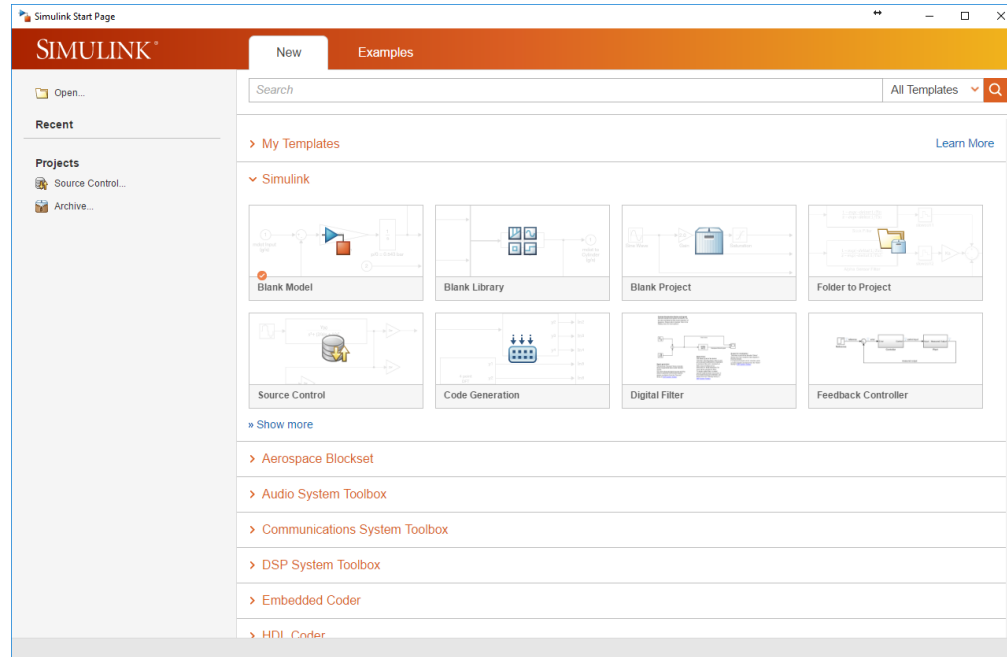 Simulink Start Page
SIMULINK®
New
Examples
Open...
Recent
Projects
Source Control...
Archive...
Search
All Templates
My Templates
Learn More
Simulink
Blank Model
Blank Library
Blank Project
Folder to Project
Source Control
Code Generation
Digital Filter
Feedback Controller
» Show more
Aerospace Blockset
Audio System Toolbox
Communications System Toolbox
DSP System Toolbox
Embedded Coder
HDL Coder